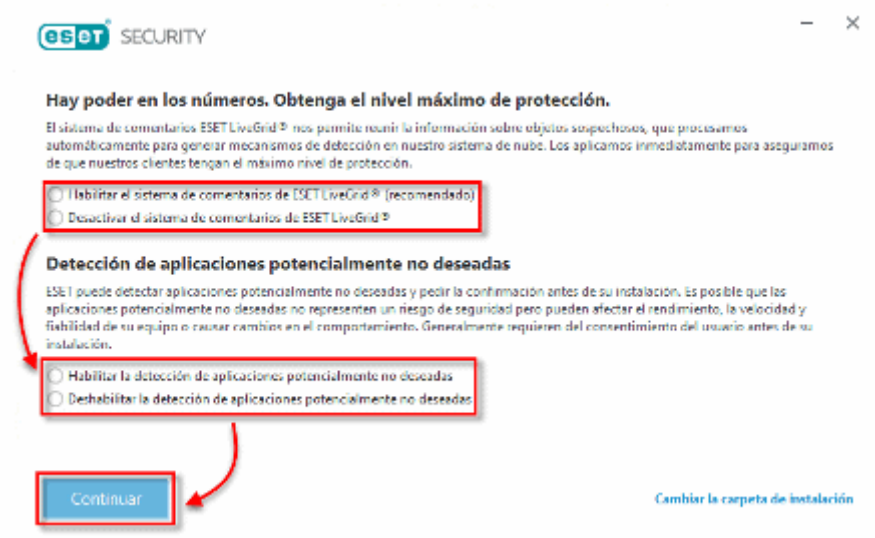 eset SECURITY
Hay poder en los números. Obtenga el nivel máximo de protección.
El sistema de comentarios ESET LiveGrid® nos permite reunir la información sobre objetos sospechosos, que procesamos
automáticamente para generar mecanismos de detección en nuestro sistema de nube. Los aplicamos inmediatamente para asegurarnos
de que nuestros clientes tengan el máximo nivel de protección.
Habilitar el sistema de comentarios de ESET LiveGrid® (recomendado)
Desactivar el sistema de comentarios de ESET LiveGrid®
Detección de aplicaciones potencialmente no deseadas
ESET puede detectar aplicaciones potencialmente no deseadas y pedir la confirmación antes de su instalación. Es posible que las
aplicaciones potencialmente no deseadas no representen un riesgo de seguridad pero pueden afectar el rendimiento, la velocidad y
fiabilidad de su equipo o causar cambios en el comportamiento. Generalmente requieren del consentimiento del usuario antes de su
instalación.
Habilitar la detección de aplicaciones potencialmente no deseadas
Deshabilitar la detección de aplicaciones potencialmente no deseadas
Continuar
Cambiar la carpeta de instalación